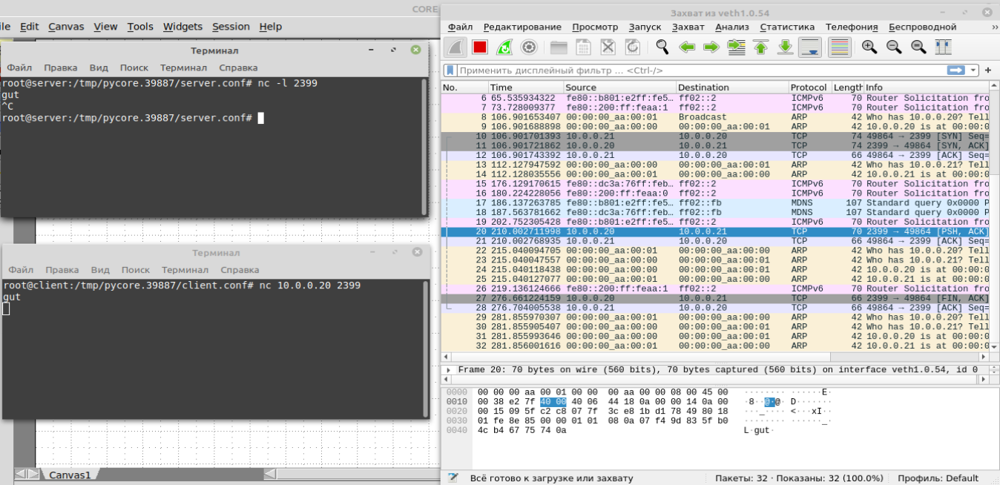 CORE
ile Edit Canvas View Tools Widgets Session Help
Терминал
Файл Правка Вид Поиск Терминал Справка
root@server:/tmp/pycore.39887/server.conf# nc -l 2399
gut
^C
root@server:/tmp/pycore.39887/server.conf#
Терминал
Файл Правка Вид Поиск Терминал Справка
root@client:/tmp/pycore.39887/client.conf# nc 10.0.0.20 2399
gut
Canvas1
Захват из veth1.0.54
Файл Редактирование Просмотр Запуск Захват Анализ Статистика Телефония Беспроводной »
Применить дисплейный фильтр ... <Ctrl-/>
No. Time Source Destination Protocol Length Info
6 65.535934322 fe80::b801:e2ff:fe5… ff02::2 ICMPv6 70 Router Solicitation fro
7 73.728009377 fe80::200:ff:feaa:1 ff02::2 ICMPv6 70 Router Solicitation fro
8 106.901653407 00:00:00_aa:00:01 Broadcast ARP 42 Who has 10.0.0.20? Tell
9 106.901688898 00:00:00_aa:00:00 00:00:00_aa:00:01 ARP 42 10.0.0.20 is at 00:00:0
10 106.901701393 10.0.0.21 10.0.0.20 TCP 74 49864 → 2399 [SYN] Seq=
11 106.901721862 10.0.0.20 10.0.0.21 TCP 74 2399 → 49864 [SYN, ACK]
12 106.901743392 10.0.0.21 10.0.0.20 TCP 66 49864 → 2399 [ACK] Seq=
13 112.127947592 00:00:00_aa:00:00 00:00:00_aa:00:01 ARP 42 Who has 10.0.0.21? Tell
14 112.128035556 00:00:00_aa:00:01 00:00:00_aa:00:00 ARP 42 10.0.0.21 is at 00:00:0
15 176.129170615 fe80::dc3a:76ff:feb… ff02::2 ICMPv6 70 Router Solicitation fro
16 180.224228056 fe80::200:ff:feaa:0 ff02::2 ICMPv6 70 Router Solicitation fro
17 186.137263785 fe80::b801:e2ff:fe5… ff02::fb MDNS 107 Standard query 0x0000 P
18 187.563781662 fe80::dc3a:76ff:feb… ff02::fb MDNS 107 Standard query 0x0000 P
19 202.752305428 fe80::b801:e2ff:fe5… ff02::2 ICMPv6 70 Router Solicitation fro
20 210.002711998 10.0.0.20 10.0.0.21 TCP 70 2399 → 49864 [PSH, ACK]
21 210.002768935 10.0.0.21 10.0.0.20 TCP 66 49864 → 2399 [ACK] Seq=
22 215.040094705 00:00:00_aa:00:01 00:00:00_aa:00:00 ARP 42 Who has 10.0.0.20? Tell
23 215.040047557 00:00:00_aa:00:00 00:00:00_aa:00:01 ARP 42 Who has 10.0.0.21? Tell
24 215.040118438 00:00:00_aa:00:00 00:00:00_aa:00:01 ARP 42 10.0.0.20 is at 00:00:0
25 215.040127077 00:00:00_aa:00:01 00:00:00_aa:00:00 ARP 42 10.0.0.21 is at 00:00:0
26 219.136124666 fe80::200:ff:feaa:1 ff02::2 ICMPv6 70 Router Solicitation fro
27 276.661224159 10.0.0.20 10.0.0.21 TCP 66 2399 → 49864 [FIN, ACK]
28 276.704005538 10.0.0.21 10.0.0.20 TCP 66 49864 → 2399 [ACK] Seq=
29 281.855970307 00:00:00_aa:00:01 00:00:00_aa:00:00 ARP 42 Who has 10.0.0.20? Tell
30 281.855905407 00:00:00_aa:00:00 00:00:00_aa:00:01 ARP 42 Who has 10.0.0.21? Tell
31 281.855993646 00:00:00_aa:00:00 00:00:00_aa:00:01 ARP 42 10.0.0.20 is at 00:00:0
32 281.856001616 00:00:00_aa:00:01 00:00:00_aa:00:00 ARP 42 10.0.0.21 is at 00:00:0
Frame 20: 70 bytes on wire (560 bits), 70 bytes captured (560 bits) on interface veth1.0.54, id 0
0000 00 00 00 aa 00 01 00 00 00 aa 00 00 08 00 45 00 ········ ······E·
0010 00 38 e2 7f 40 00 40 06 44 18 0a 00 00 14 0a 00 ·8··@·@· D·······
0020 00 15 09 5f c2 c8 07 7f 3c e8 1b d1 78 49 80 18 ···_···· <···xI··
0030 01 fe 8e 85 00 00 01 01 08 0a 07 f4 9d 83 5f b0 ········ ······_·
0040 4c b4 67 75 74 0a L·gut·
Всё готово к загрузке или захвату Пакеты: 32 · Показаны: 32 (100.0%) Профиль: Default